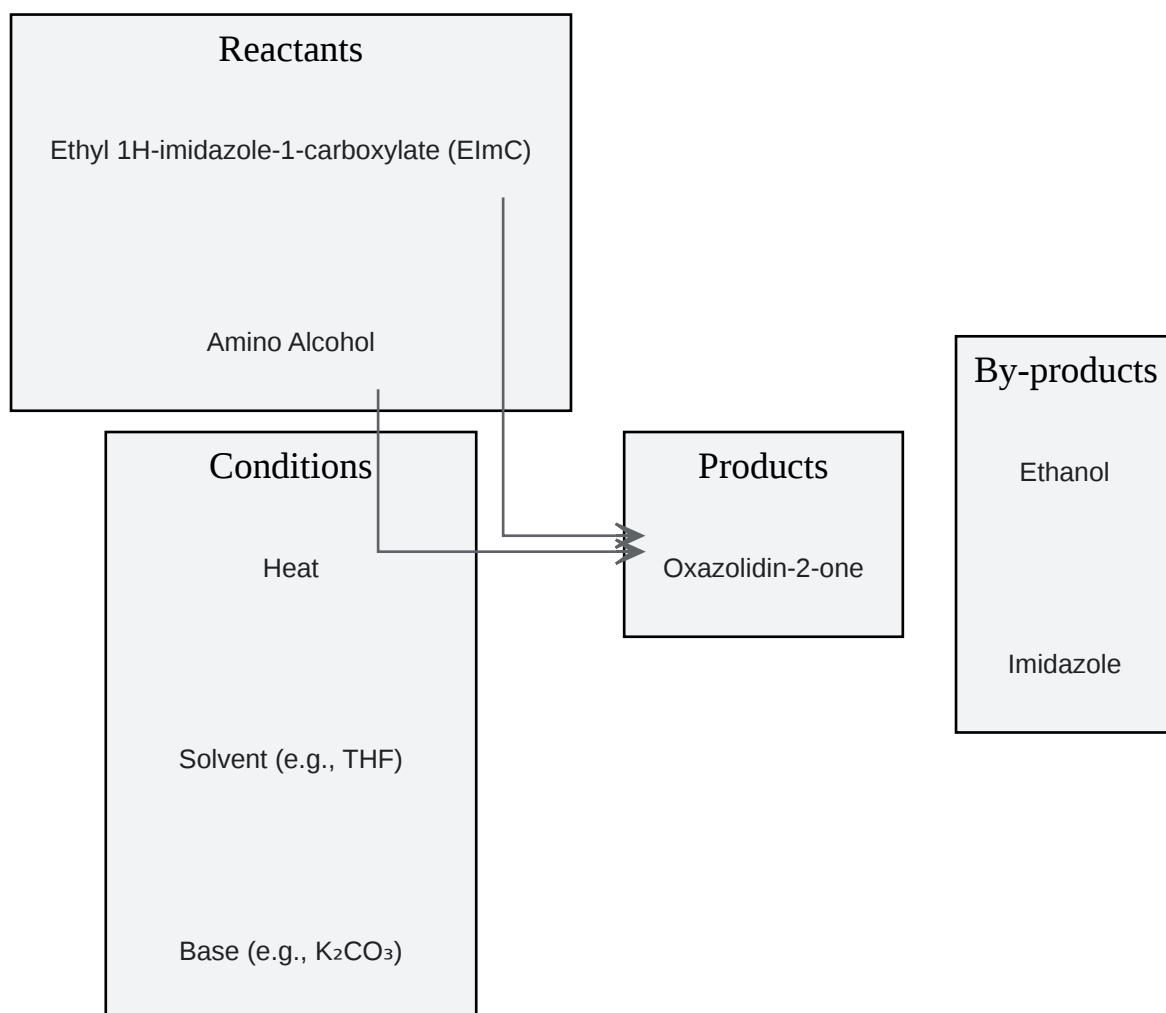 Reactants
Ethyl 1H-imidazole-1-carboxylate (EImC)
Amino Alcohol
Conditions
Heat
Solvent (e.g., THF)
Base (e.g., K₂CO₃)
Products
Oxazolidin-2-one
By-products
Ethanol
Imidazole